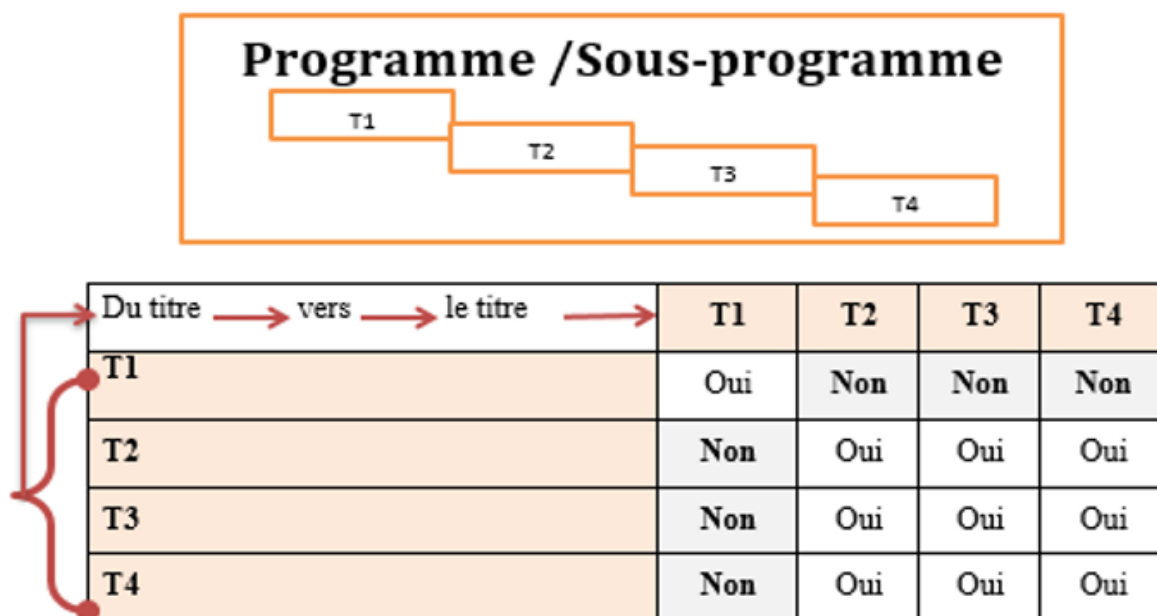 Programme /Sous-programme
T1
T2
T3
T4
Du titre vers le titre T1 T2 T3 T4
T1 Oui Non Non Non
T2 Non Oui Oui Oui
T3 Non Oui Oui Oui
T4 Non Oui Oui Oui